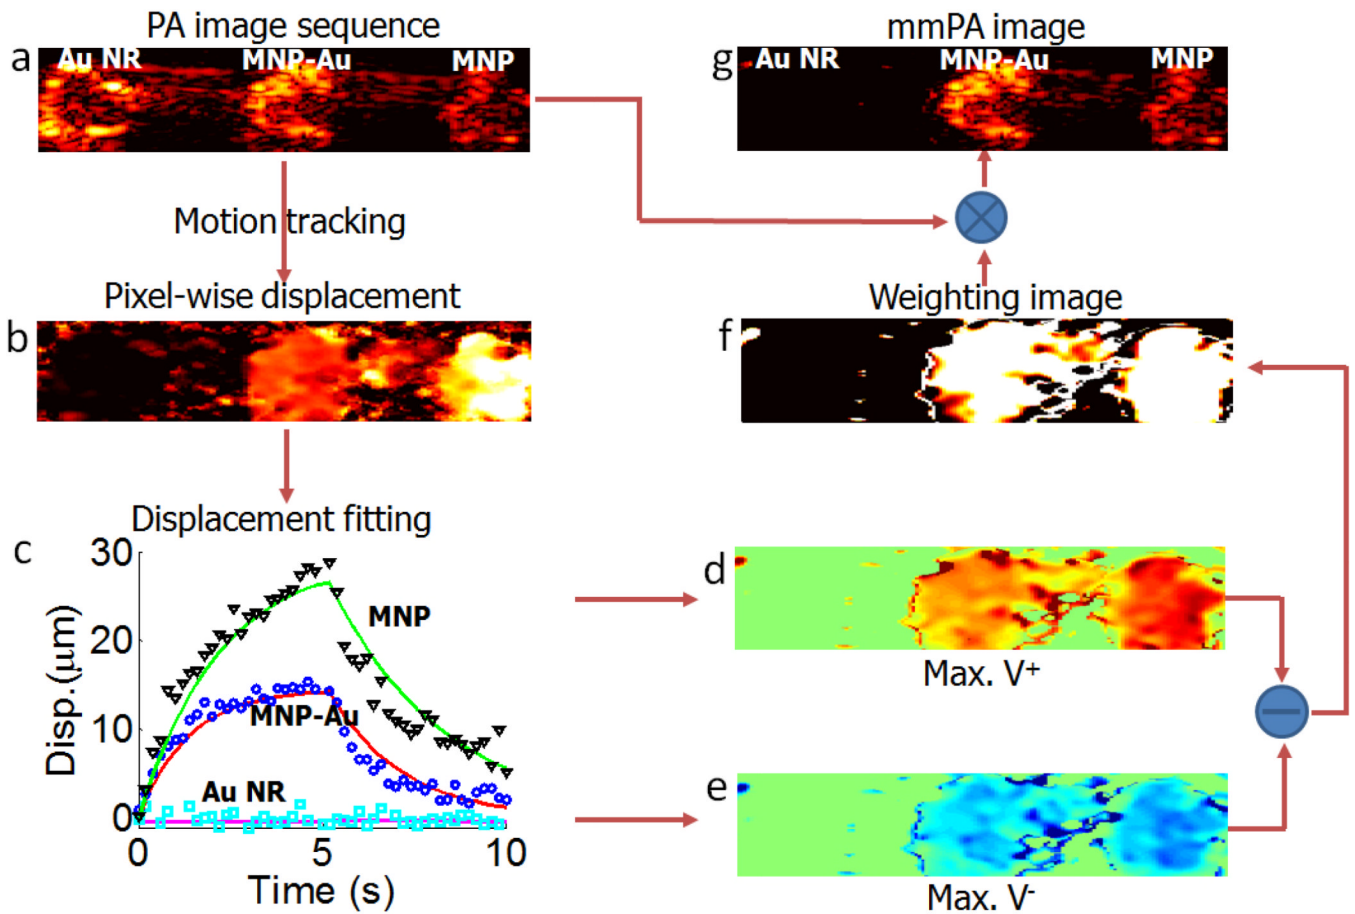 PA image sequence
a
Au NR
MNP-Au
MNP
Motion tracking
Pixel-wise displacement
b
Displacement fitting
c
30
20
10
0
Disp.(μm)
MNP
MNP-Au
Au NR
0
5
10
Time (s)
mmPA image
g
Au NR
MNP-Au
MNP
Weighting image
f
d
Max. V+
e
Max. V-